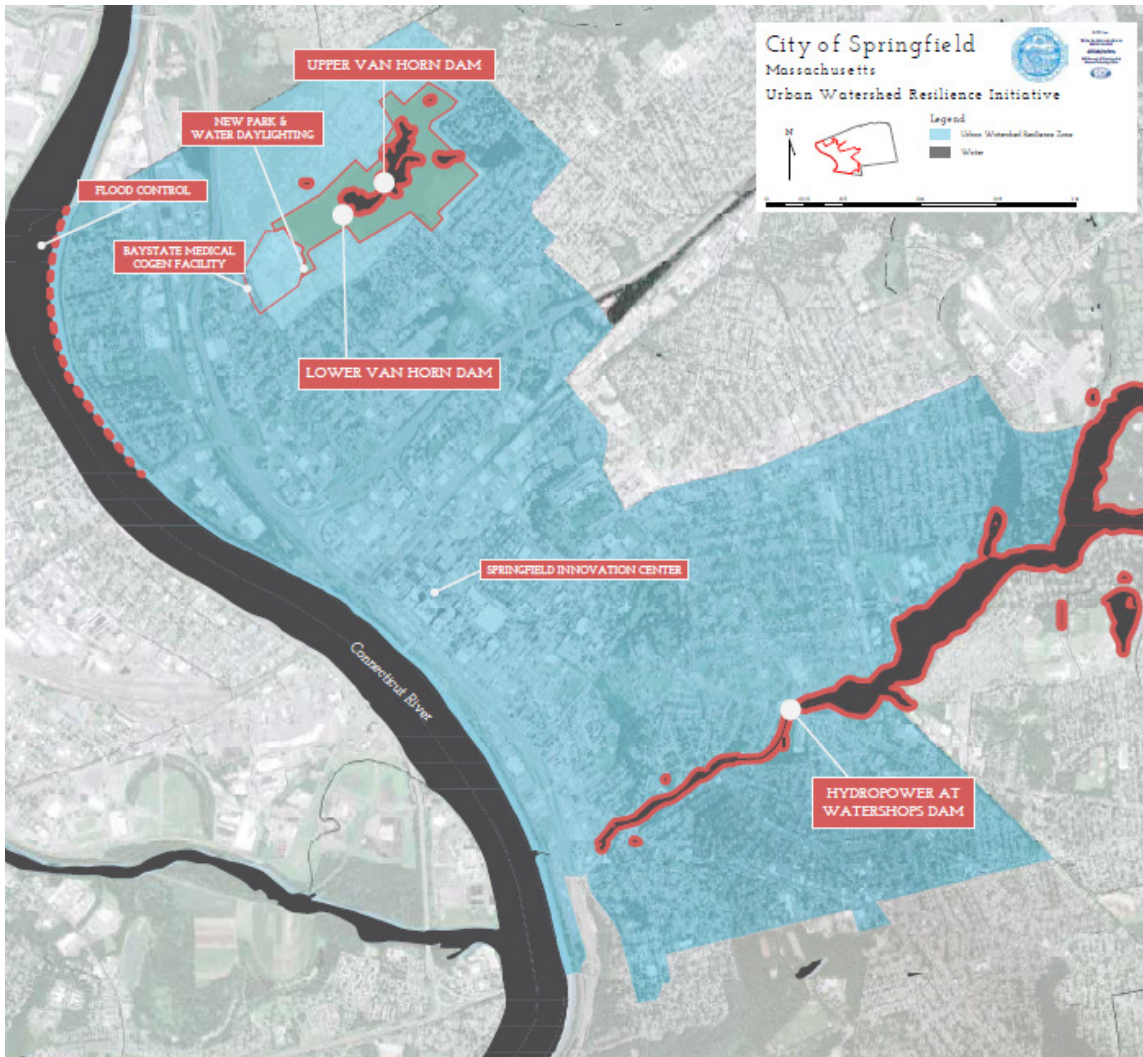 City of Springfield
Massachusetts
Urban Watershed Resilience Initiative
Legend
N
Urban Watershed Resilience Zone
Water
UPPER VAN HORN DAM
NEW PARK &
WATER DAYLIGHTING
FLOOD CONTROL
BAYSTATE MEDICAL
COGEN FACILITY
LOWER VAN HORN DAM
SPRINGFIELD INNOVATION CENTER
Connecticut River
HYDROPOWER AT
WATERSHOPS DAM